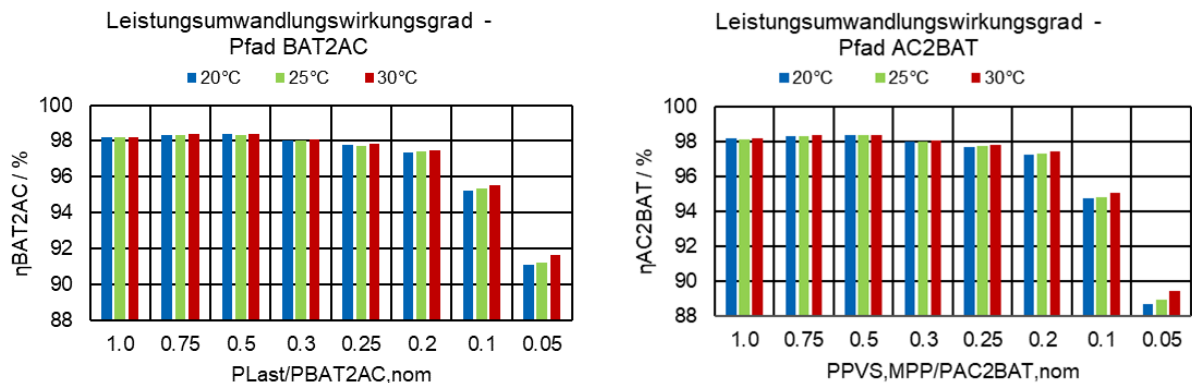 Leistungsumwandlungswirkungsgrad -
Pfad BAT2AC
20°C 25°C 30°C
100
98
96
94
92
90
88
ηBAT2AC / %
1.0 0.75 0.5 0.3 0.25 0.2 0.1 0.05
PLast/PBAT2AC,nom
Leistungsumwandlungswirkungsgrad -
Pfad AC2BAT
20°C 25°C 30°C
100
98
96
94
92
90
88
ηAC2BAT / %
1.0 0.75 0.5 0.3 0.25 0.2 0.1 0.05
PPVS,MPP/PAC2BAT,nom